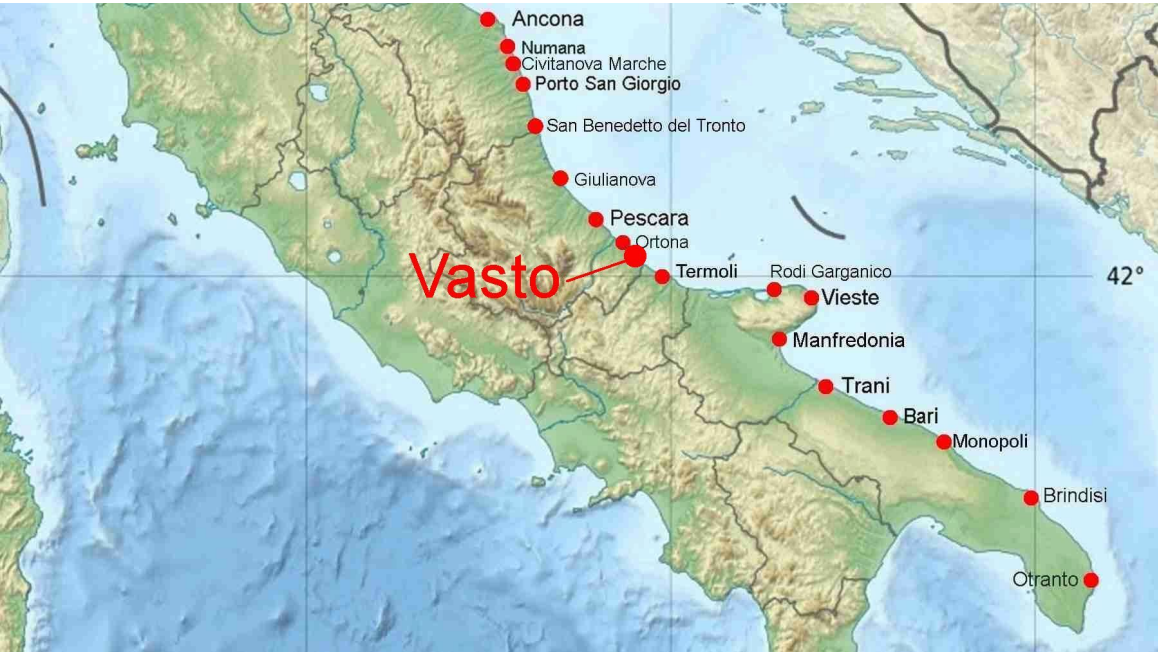 Ancona
Numana
Civitanova Marche
Porto San Giorgio
San Benedetto del Tronto
Giulianova
Pescara
Ortona
Vasto
Termoli
Rodi Garganico
42°
Vieste
Manfredonia
Trani
Bari
Monopoli
Brindisi
Otranto